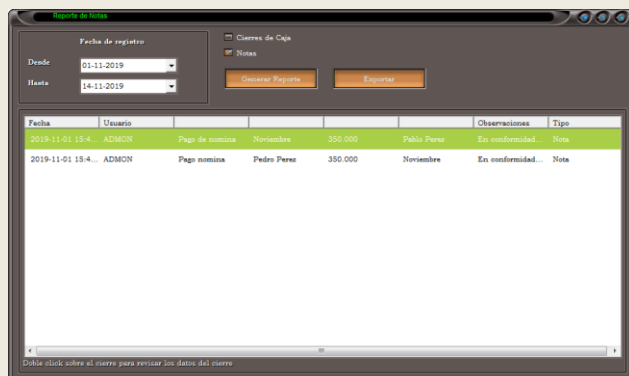 Reporte de Notas
Fecha de registro
Desde 01-11-2019
Hasta 14-11-2019
Cierres de Caja
Notas
Generar Reporte Exportar
Fecha Usuario Observaciones Tipo
2019-11-01 15:4... ADMON Pago de nomina Noviembre 350.000 Pablo Perez En conformidad... Nota
2019-11-01 15:4... ADMON Pago nomina Pedro Perez 350.000 Noviembre En conformidad... Nota
Doble click sobre el cierre para revisar los datos del cierre